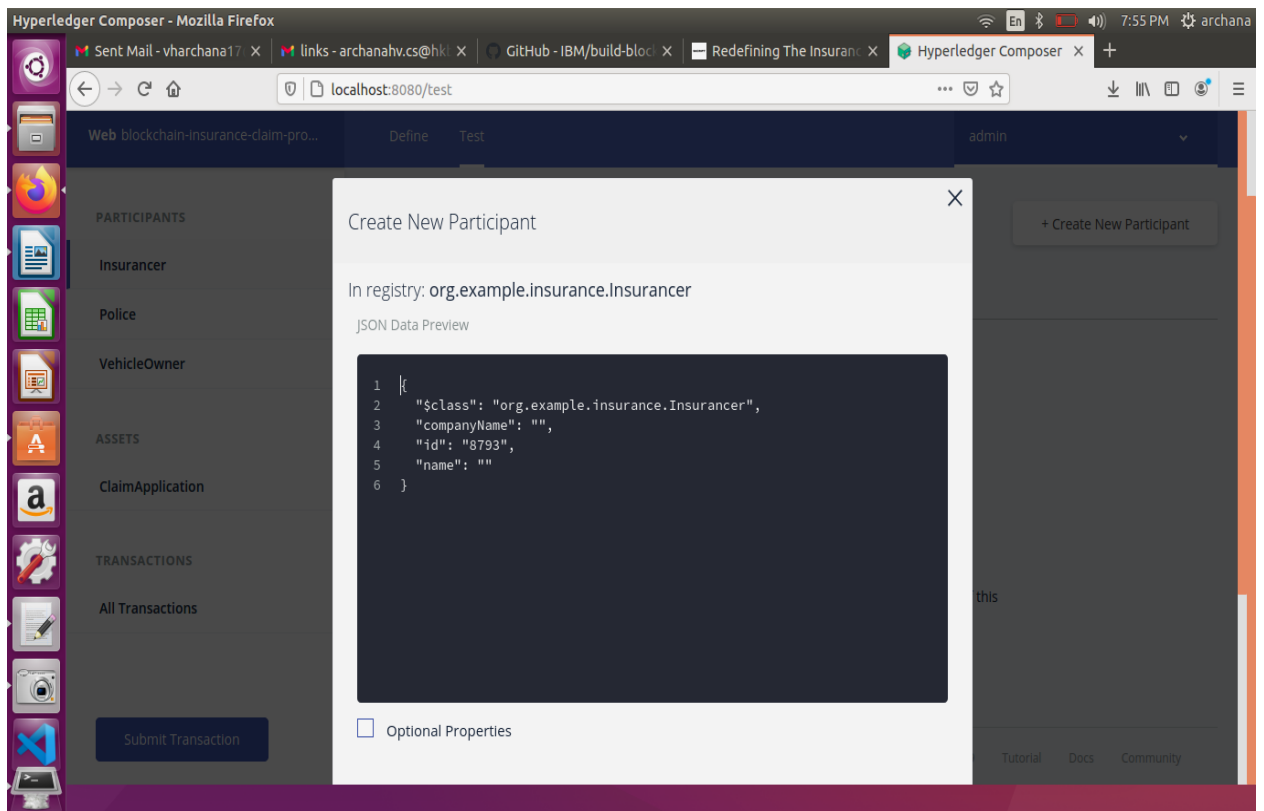 Hyperledger Composer - Mozilla Firefox
En
7:55 PM
archana
Sent Mail - vharchana17
links - archanahv.cs@hkb
GitHub - IBM/build-bloc
Redefining The Insuranc
Hyperledger Composer
localhost:8080/test
Web blockchain-insurance-claim-pro...
Define
Test
admin
PARTICIPANTS
Insurancer
Police
VehicleOwner
ASSETS
ClaimApplication
TRANSACTIONS
All Transactions
Submit Transaction
+ Create New Participant
Create New Participant
In registry: org.example.insurance.Insurancer
JSON Data Preview
1 {
2 "$class": "org.example.insurance.Insurancer",
3 "companyName": "",
4 "id": "8793",
5 "name": ""
6 }
Optional Properties
this
Tutorial
Docs
Community